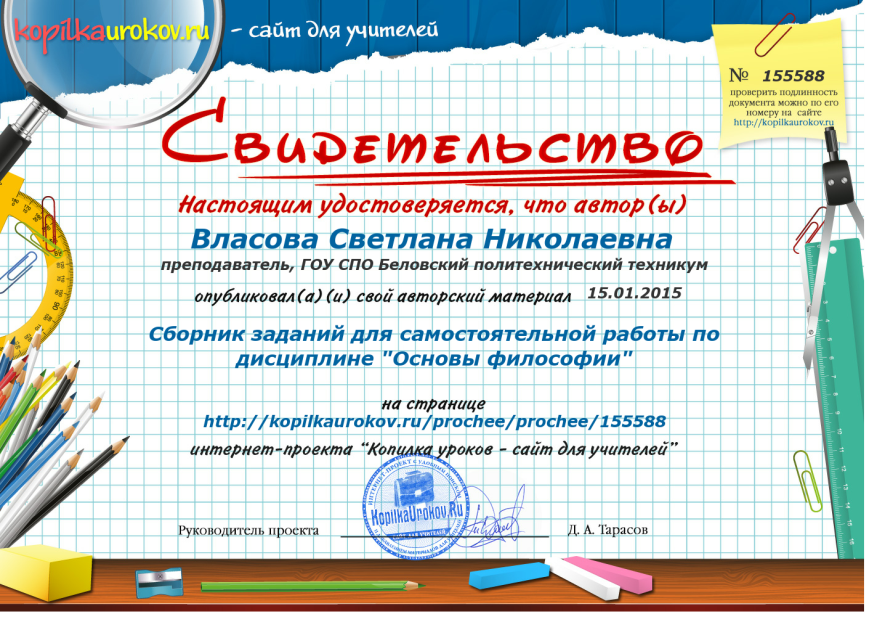 kopilkaurokov.ru - сайт для учителей
№ 155588
проверить подлинность
документа можно по его
номеру на сайте
http://kopilkaurokov.ru
Свидетельство
Настоящим удостоверяется, что автор(ы)
Власова Светлана Николаевна
преподаватель, ГОУ СПО Беловский политехнический техникум
опубликовал(а)(и) свой авторский материал 15.01.2015
Сборник заданий для самостоятельной работы по
дисциплине "Основы философии"
на странице
http://kopilkaurokov.ru/prochee/prochee/155588
интернет-проекта “Копилка уроков - сайт для учителей”
KopilkaUrokov.Ru
Руководитель проекта
Д. А. Тарасов